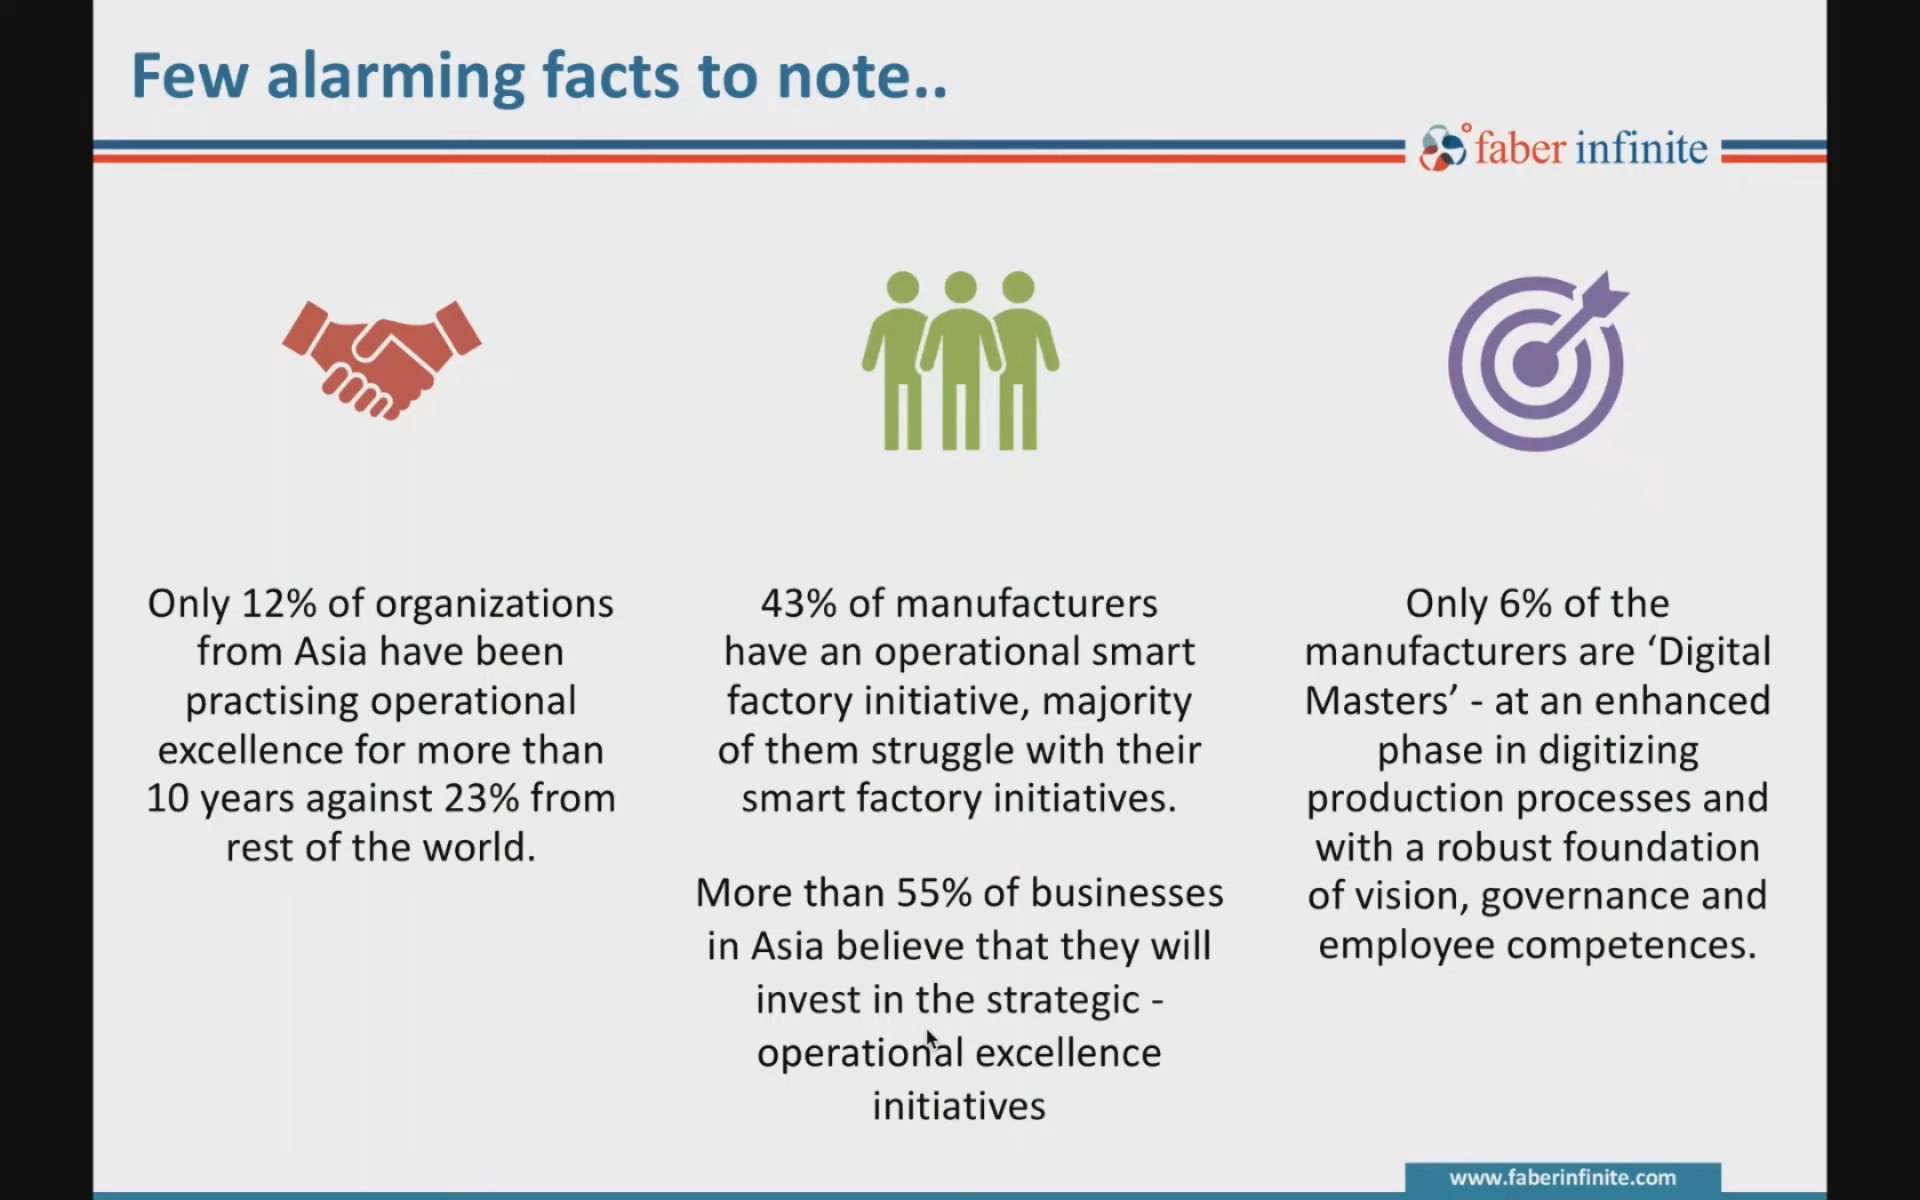 Few alarming facts to note..
faber infinite
Only 12% of organizations
from Asia have been
practising operational
excellence for more than
10 years against 23% from
rest of the world.
43% of manufacturers
have an operational smart
factory initiative, majority
of them struggle with their
smart factory initiatives.
More than 55% of businesses
in Asia believe that they will
invest in the strategic -
operational excellence
initiatives
Only 6% of the
manufacturers are ‘Digital
Masters’ - at an enhanced
phase in digitizing
production processes and
with a robust foundation
of vision, governance and
employee competences.
www.faberinfinite.com